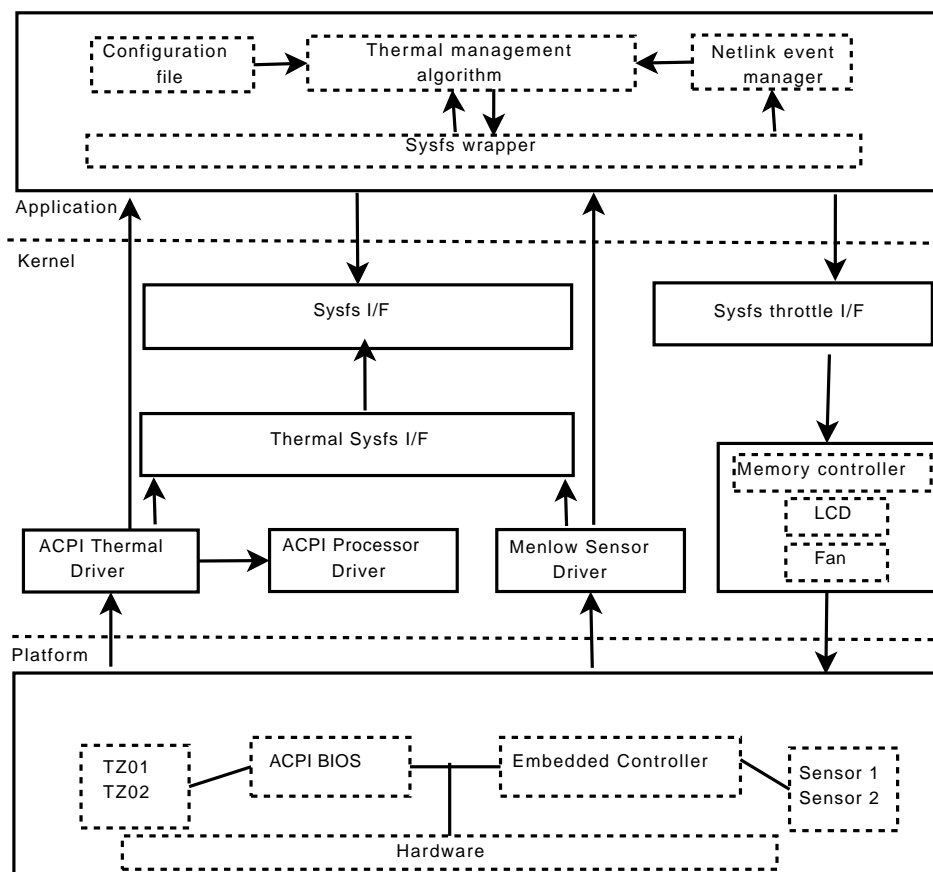 Configuration
file
Thermal management
algorithm
Netlink event
manager
Sysfs wrapper
Application
Kernel
Sysfs I/F
Sysfs throttle I/F
Thermal Sysfs I/F
Memory controller
LCD
Fan
ACPI Thermal
Driver
ACPI Processor
Driver
Menlow Sensor
Driver
Platform
TZ01
TZ02
ACPI BIOS
Embedded Controller
Sensor 1
Sensor 2
Hardware